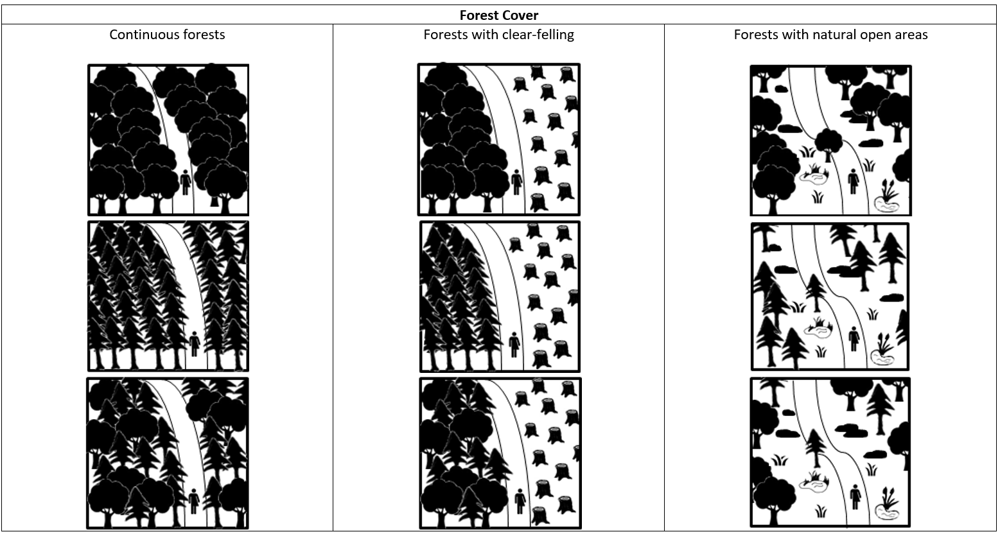 Forest Cover
Continuous forests
Forests with clear-felling
Forests with natural open areas